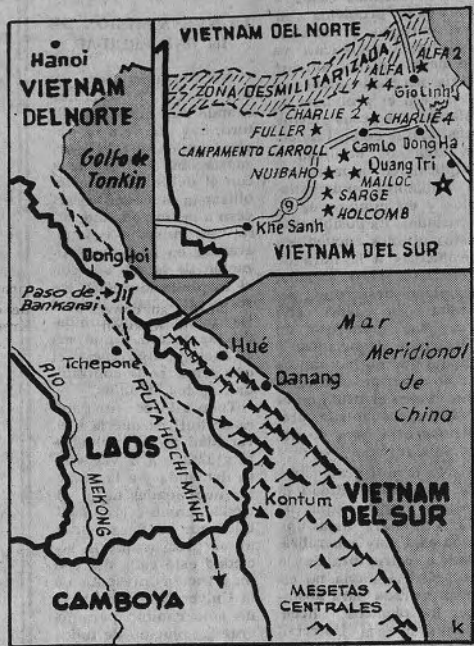 Hanoi
VIETNAM
DEL NORTE
Golfo de
Tonkin
Dong Hoi
Paso de
Bankarai
Tchepone
RIO
MEKONG
LAOS
RUTA HO CHI MINH
CAMBOYA
Hué
Danang
Kontum
VIETNAM
DEL SUR
MESETAS
CENTRALES
Mar
Meridional
de
China
k
VIETNAM DEL NORTE
ZONA DESMILITARIZADA
ALFA 2
ALFA
4
Gio Linh
CHARLIE 2
CHARLIE 4
FULLER
CAMPAMENTO CARROLL
Cam Lo
Dong Ha
Quang Tri
NUIBAHO
MAILOC
SARGE
HOLCOMB
9
Khe Sanh
VIETNAM DEL SUR